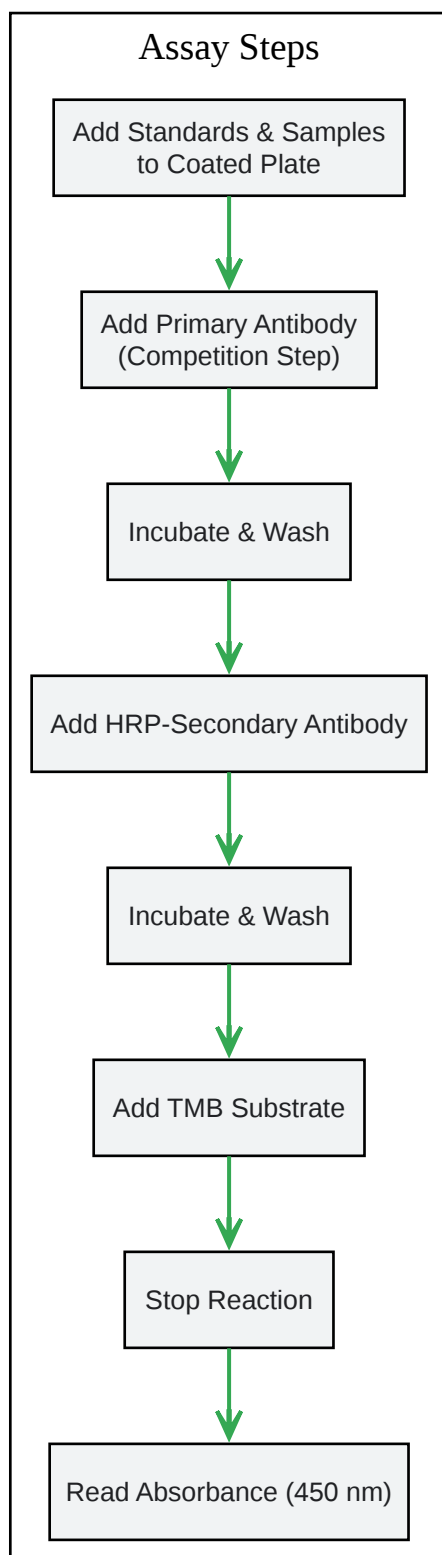 Assay Steps
Add Standards & Samples
to Coated Plate
Add Primary Antibody
(Competition Step)
Incubate & Wash
Add HRP-Secondary Antibody
Incubate & Wash
Add TMB Substrate
Stop Reaction
Read Absorbance (450 nm)